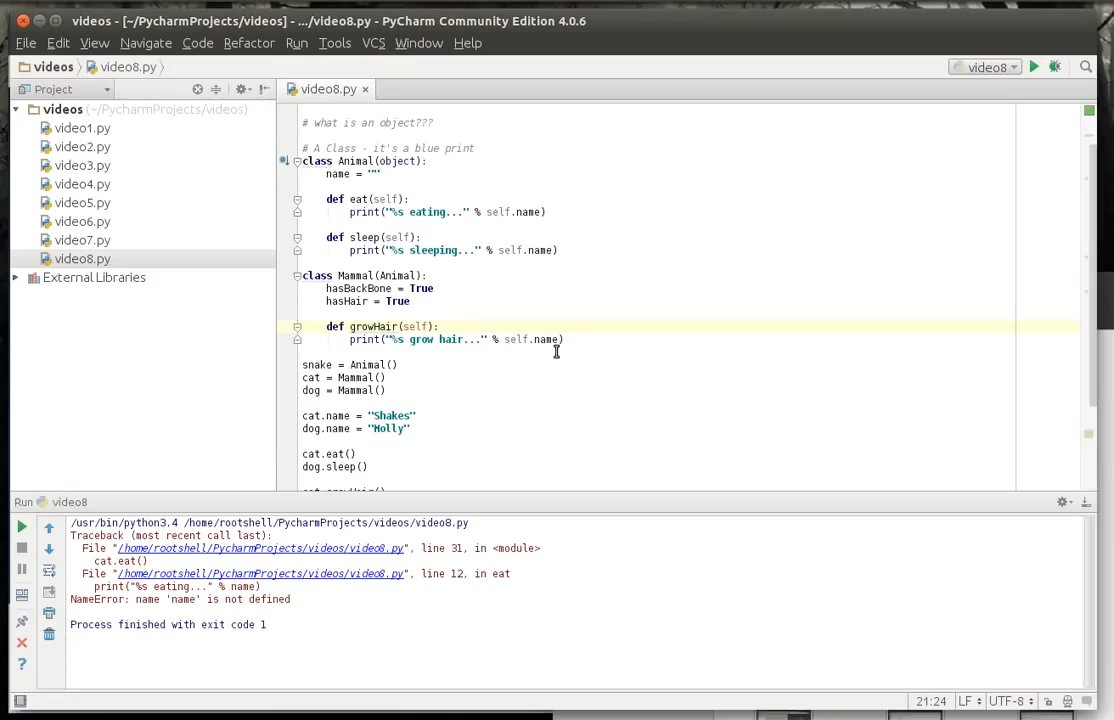 videos - [~/PycharmProjects/videos] - .../video8.py - PyCharm Community Edition 4.0.6
File Edit View Navigate Code Refactor Run Tools VCS Window Help
videos video8.py video8
Project video8.py
videos (~/PycharmProjects/videos)
video1.py
video2.py
video3.py
video4.py
video5.py
video6.py
video7.py
video8.py
External Libraries
# what is an object???
# A Class - it's a blue print
class Animal(object):
name = ""
def eat(self):
print("%s eating..." % self.name)
def sleep(self):
print("%s sleeping..." % self.name)
class Mammal(Animal):
hasBackBone = True
hasHair = True
def growHair(self):
print("%s grow hair..." % self.name)
snake = Animal()
cat = Mammal()
dog = Mammal()
cat.name = "Shakes"
dog.name = "Molly"
cat.eat()
dog.sleep()
Run video8
/usr/bin/python3.4 /home/rootshell/PycharmProjects/videos/video8.py
Traceback (most recent call last):
File "/home/rootshell/PycharmProjects/videos/video8.py", line 31, in <module>
cat.eat()
File "/home/rootshell/PycharmProjects/videos/video8.py", line 12, in eat
print("%s eating..." % name)
NameError: name 'name' is not defined
Process finished with exit code 1
21:24 LF UTF-8